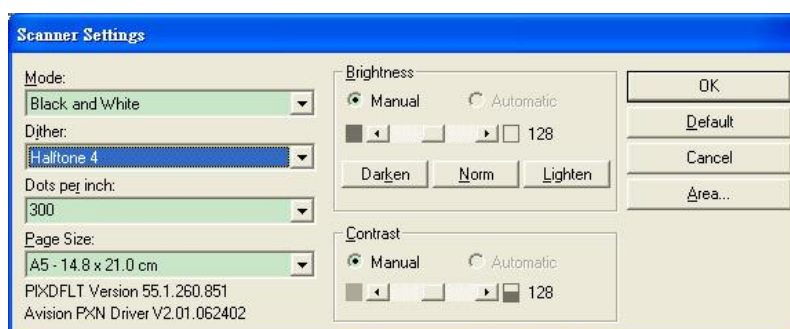 Scanner Settings
Mode:
Black and White
Dither:
Halftone 4
Dots per inch:
300
Page Size:
A5 - 14.8 x 21.0 cm
PIXDFLT Version 55.1.260.851
Avision PXN Driver V2.01.062402
Brightness
Manual Automatic
128
Darken Norm Lighten
Contrast
Manual Automatic
128
OK
Default
Cancel
Area...